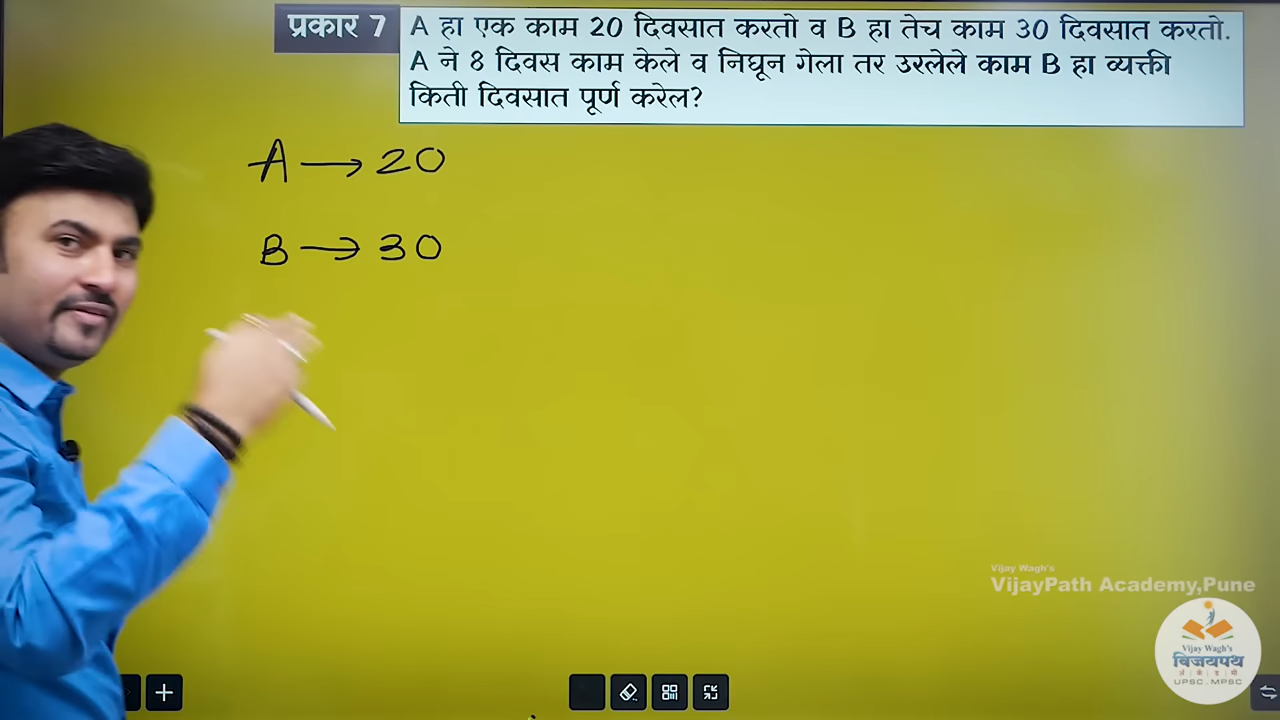 प्रकार 7
A हा एक काम 20 दिवसात करतो व B हा तेच काम 30 दिवसात करतो.
A ने 8 दिवस काम केले व निघून गेला तर उरलेले काम B हा व्यक्ती
किती दिवसात पूर्ण करेल?
A → 20
B → 30
Vijay Wagh's
VijayPath Academy,Pune
Vijay Wagh's
विजयपथ
UPSC.MPSC